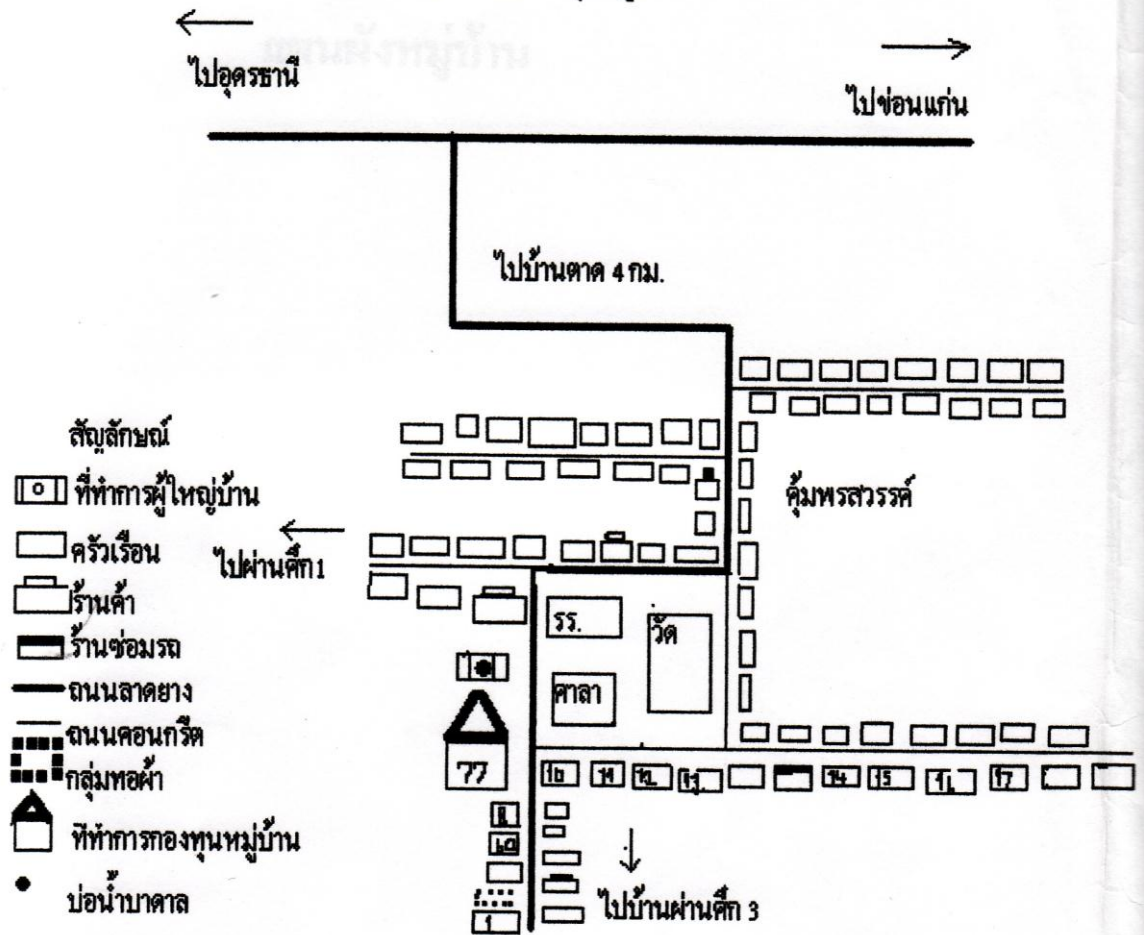 ไปอุดรธานี
ไปข่อนแก่น
ไปบ้านตาด 4 กม.
สัญลักษณ์
ที่ทำการผู้ใหญ่บ้าน
ครัวเรือน
ร้านค้า
ร้านซ่อมรถ
ถนนลาดยาง
ถนนคอนกรีต
กลุ่มทอผ้า
ที่ทำการกองทุนหมู่บ้าน
บ่อน้ำบาดาล
คุ้มพรสวรรค์
ไปผ่านศึก1
รร.
วัด
ศาลา
77
14
15
17
1
ไปบ้านผ่านศึก 3